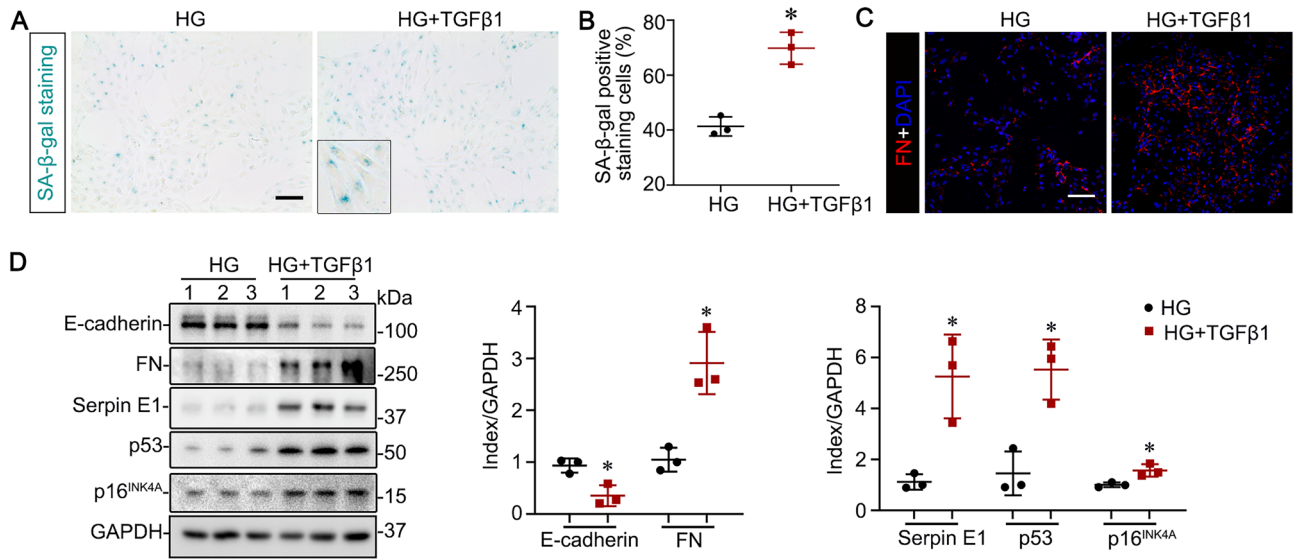 A
HG
HG+TGFβ1
SA-β-gal staining
B
SA-β-gal positive
staining cells (%)
80
60
40
20
*
HG
HG+TGFβ1
C
HG
HG+TGFβ1
FN+DAPI
D
HG
HG+TGFβ1
1 2 3 1 2 3 kDa
E-cadherin
-100
FN
-250
Serpin E1
-37
p53
-50
p16INK4A
-15
GAPDH
-37
Index/GAPDH
4
3
2
1
0
*
*
E-cadherin
FN
Index/GAPDH
8
6
4
2
0
*
*
*
Serpin E1
p53
p16INK4A
HG
HG+TGFβ1